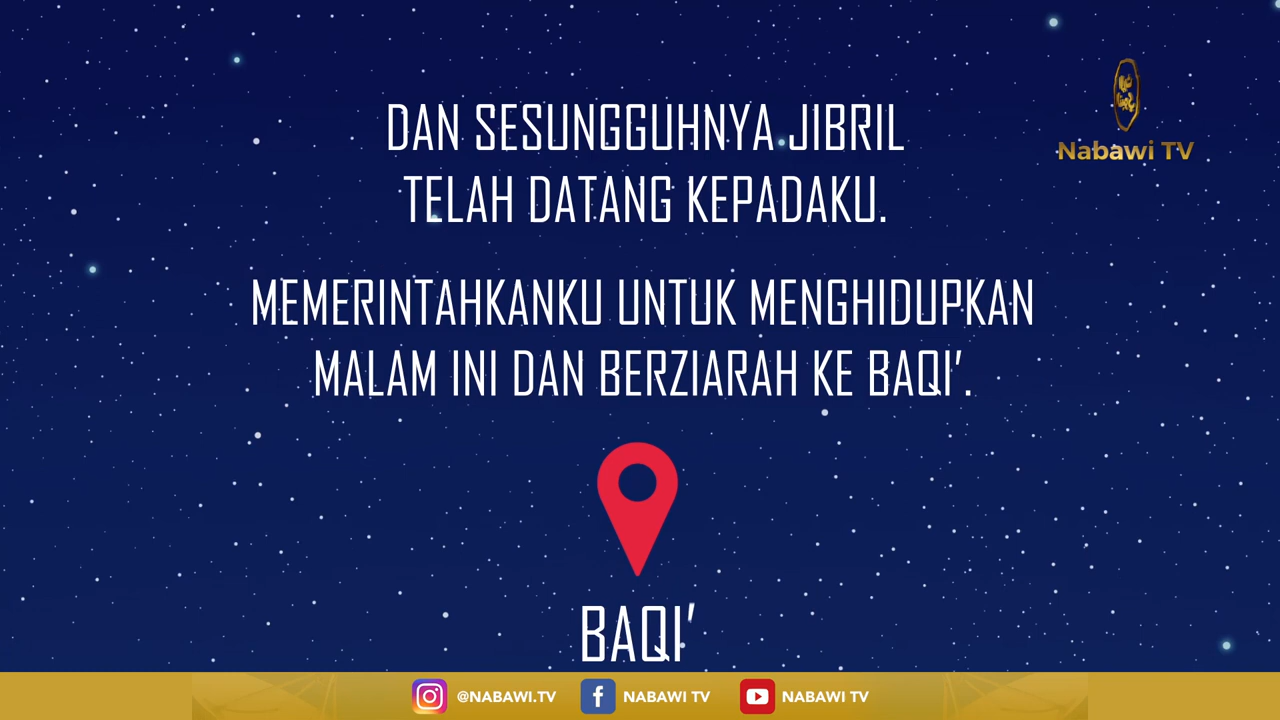 DAN SESUNGGUHNYA JIBRIL
TELAH DATANG KEPADAKU.
MEMERINTAHKANKU UNTUK MENGHIDUPKAN
MALAM INI DAN BERZIARAH KE BAQI’.
BAQI’
Nabawi TV
@NABAWI.TV
NABAWI TV
NABAWI TV